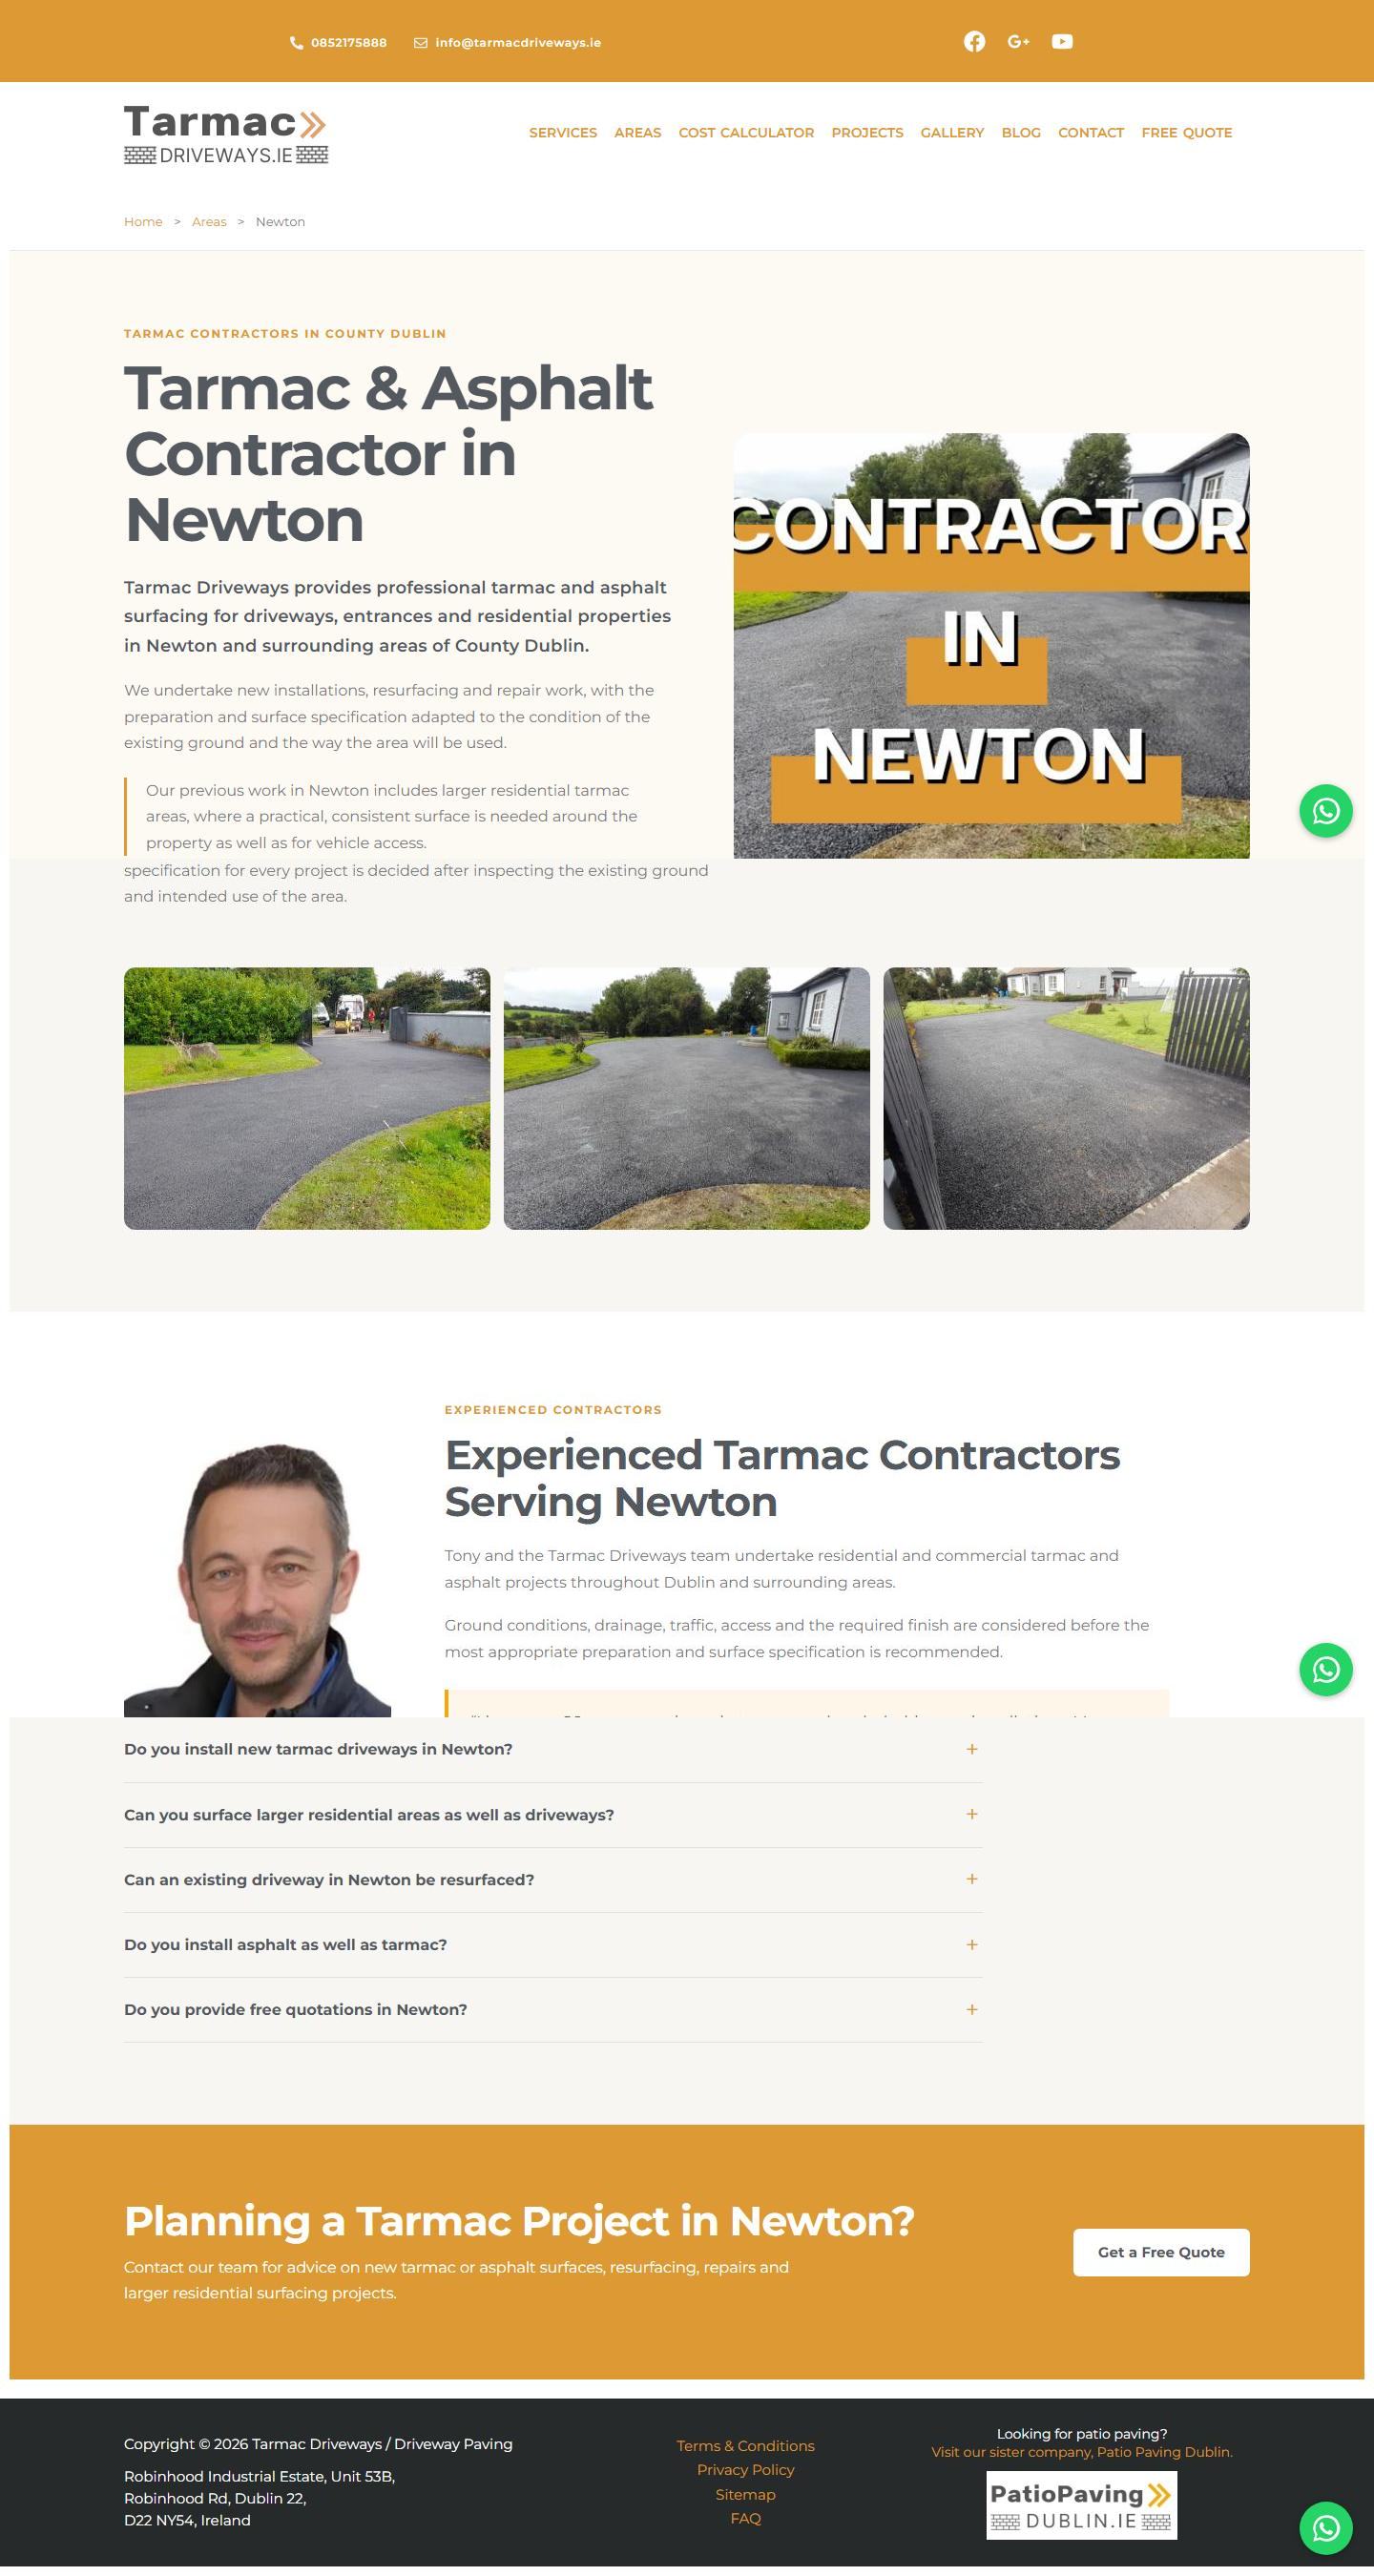 0852175888 info@tarmacdriveways.ie
Tarmac
DRIVEWAYS.IE
SERVICES AREAS COST CALCULATOR PROJECTS GALLERY BLOG CONTACT FREE QUOTE
Home > Areas > Newton
TARMAC CONTRACTORS IN COUNTY DUBLIN
Tarmac & Asphalt
Contractor in
Newton
Tarmac Driveways provides professional tarmac and asphalt
surfacing for driveways, entrances and residential properties
in Newton and surrounding areas of County Dublin.
We undertake new installations, resurfacing and repair work, with the
preparation and surface specification adapted to the condition of the
existing ground and the way the area will be used.
Our previous work in Newton includes larger residential tarmac
areas, where a practical, consistent surface is needed around the
property as well as for vehicle access.
CONTRACTOR
IN
NEWTON
specification for every project is decided after inspecting the existing ground
and intended use of the area.
EXPERIENCED CONTRACTORS
Experienced Tarmac Contractors
Serving Newton
Tony and the Tarmac Driveways team undertake residential and commercial tarmac and
asphalt projects throughout Dublin and surrounding areas.
Ground conditions, drainage, traffic, access and the required finish are considered before the
most appropriate preparation and surface specification is recommended.
Do you install new tarmac driveways in Newton? +
Can you surface larger residential areas as well as driveways? +
Can an existing driveway in Newton be resurfaced? +
Do you install asphalt as well as tarmac? +
Do you provide free quotations in Newton? +
Planning a Tarmac Project in Newton?
Contact our team for advice on new tarmac or asphalt surfaces, resurfacing, repairs and
larger residential surfacing projects.
Get a Free Quote
Copyright © 2026 Tarmac Driveways / Driveway Paving
Robinhood Industrial Estate, Unit 53B,
Robinhood Rd, Dublin 22,
D22 NY54, Ireland
Terms & Conditions
Privacy Policy
Sitemap
FAQ
Looking for patio paving?
Visit our sister company, Patio Paving Dublin.
PatioPaving
DUBLIN.IE